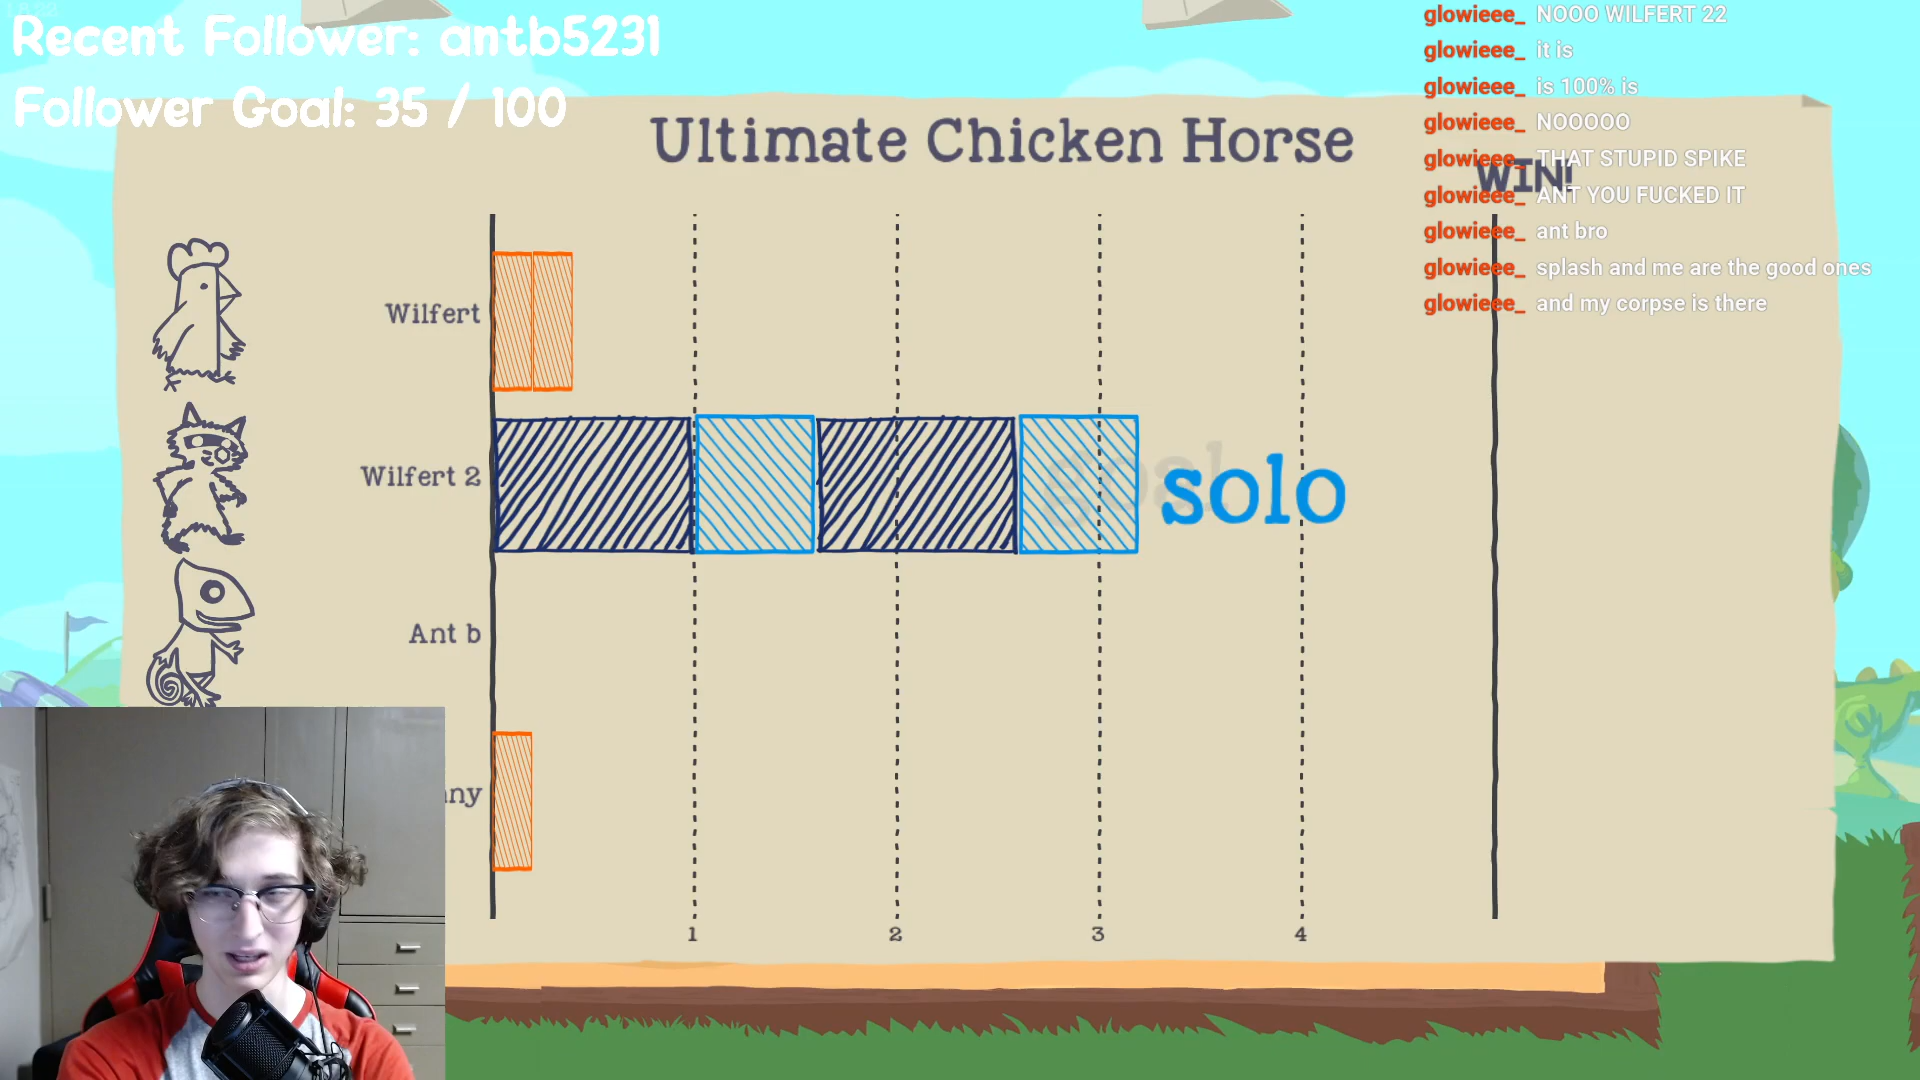 Recent Follower: antb5231
Follower Goal: 35 / 100
glowieee_ NOOO WILFERT 22
glowieee_ it is
glowieee_ is 100% is
glowieee_ NOOOOO
glowieee_ THAT STUPID SPIKE
glowieee_ ANT YOU FUCKED IT
glowieee_ ant bro
glowieee_ splash and me are the good ones
glowieee_ and my corpse is there
Ultimate Chicken Horse
WIN!
Wilfert
Wilfert 2
goal
solo
Ant b
ny
1 2 3 4